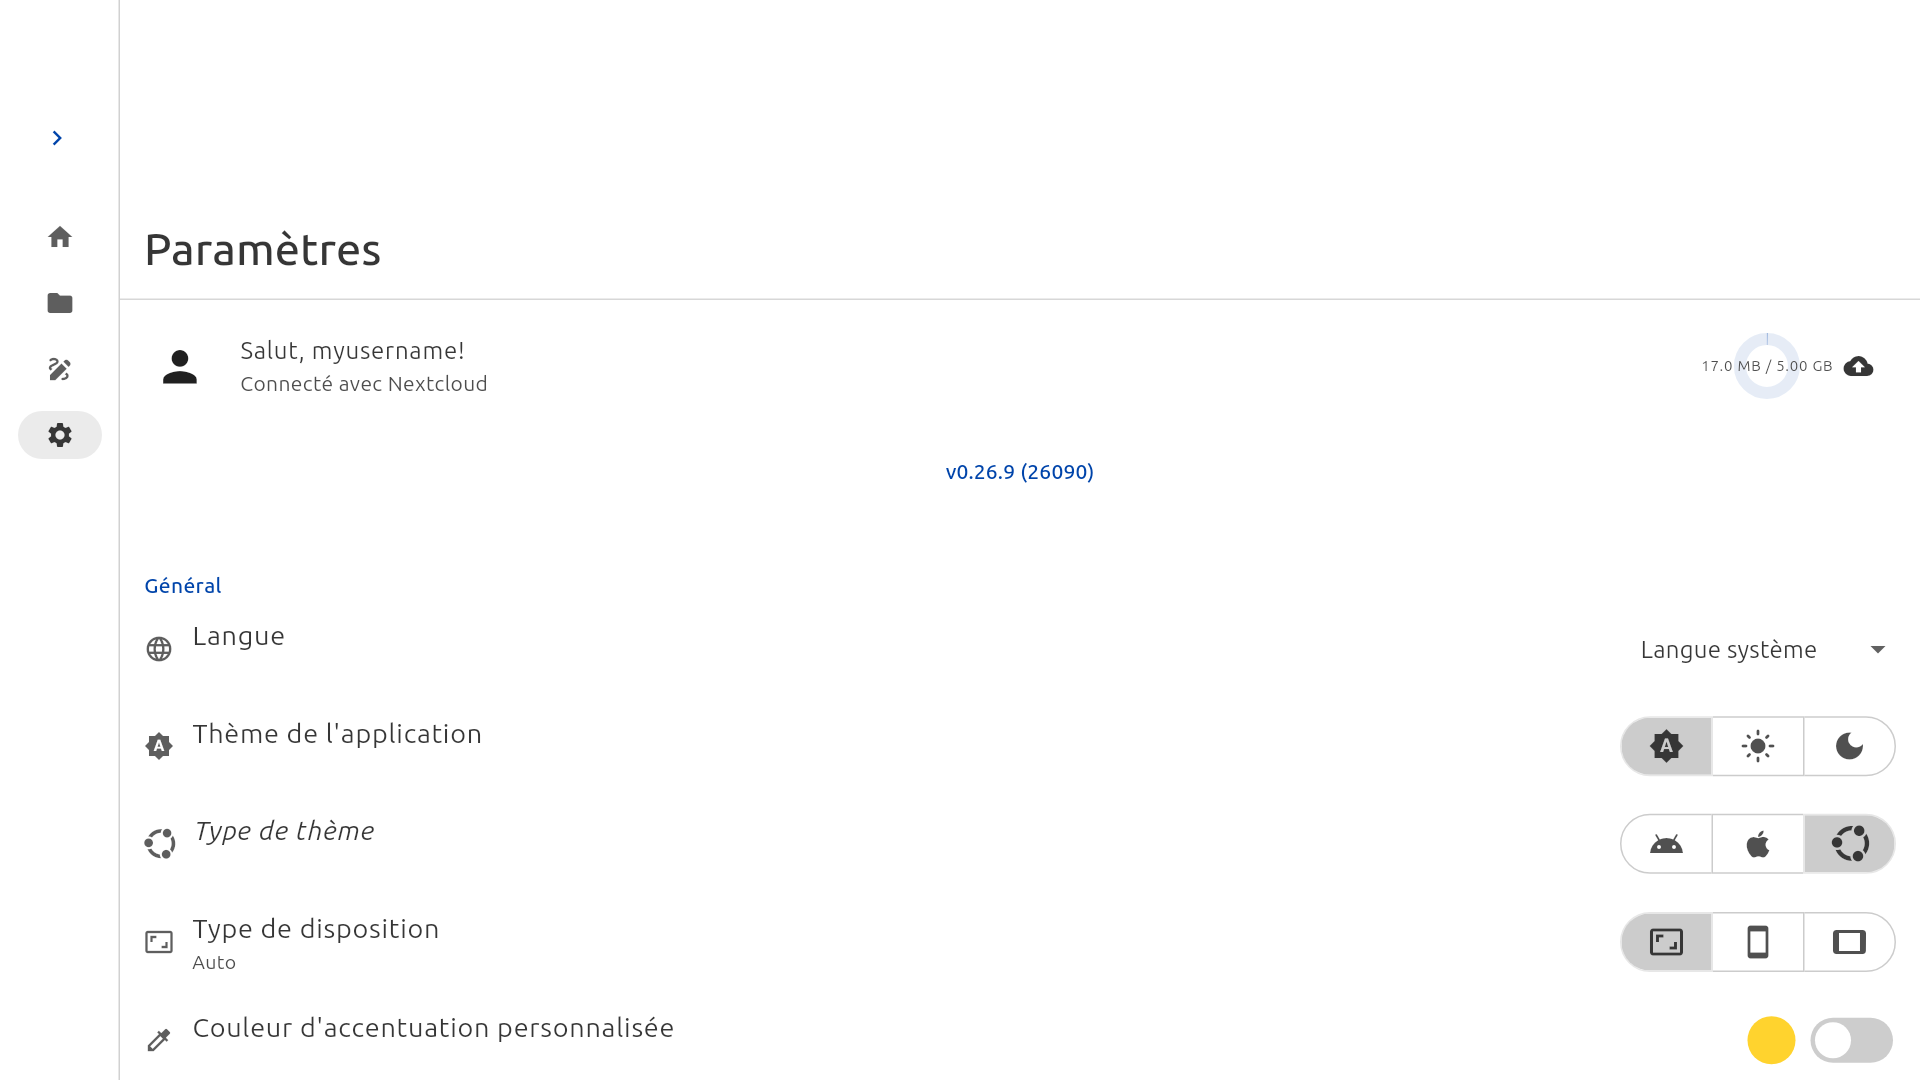 Paramètres
Salut, myusername!
Connecté avec Nextcloud
17.0 MB / 5.00 GB
v0.26.9 (26090)
Général
Langue
Langue système
Thème de l'application
Type de thème
Type de disposition
Auto
Couleur d'accentuation personnalisée